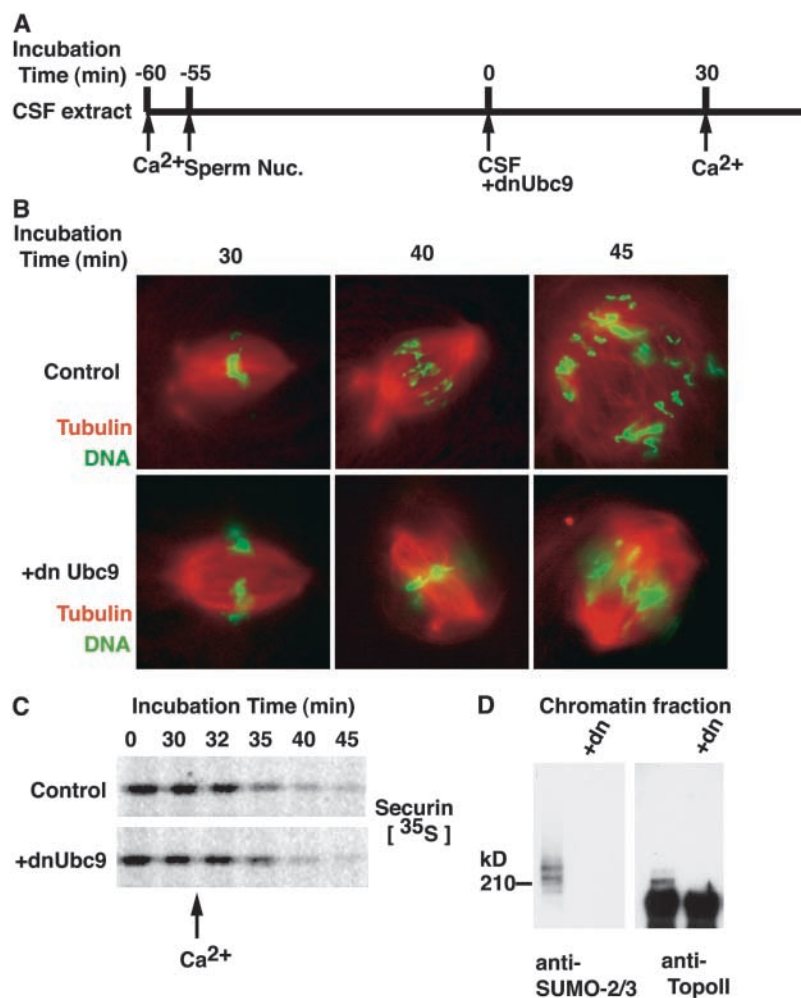 A
Incubation
Time (min) -60 -55 0 30
CSF extract
Ca2+ Sperm Nuc. CSF Ca2+
+dnUbc9
B
Incubation
Time (min) 30 40 45
Control
Tubulin
DNA
+dn Ubc9
Tubulin
DNA
C Incubation Time (min)
0 30 32 35 40 45
Control
Securin
[ 35S ]
+dnUbc9
Ca2+
D Chromatin fraction
+dn +dn
kD
210
anti- anti-
SUMO-2/3 TopoII